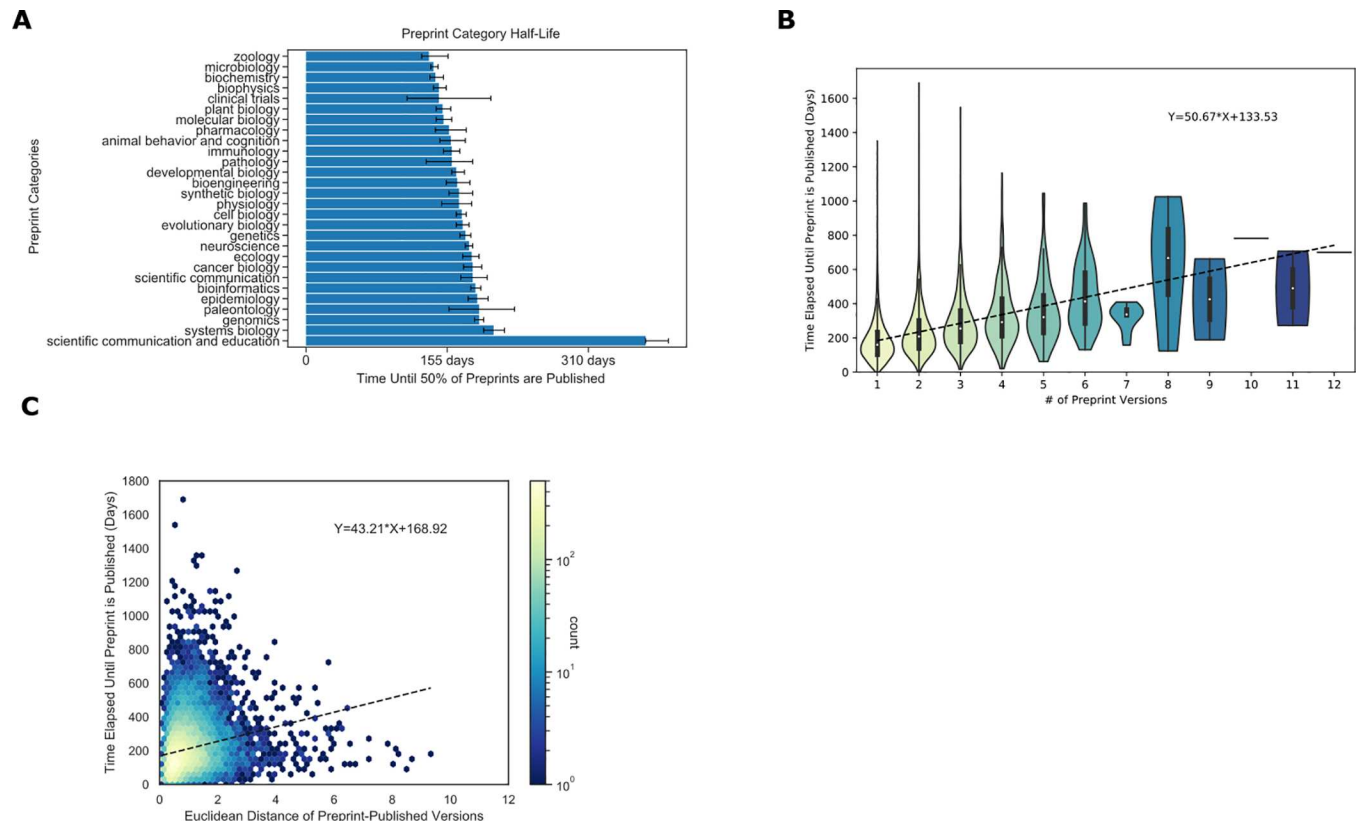 A
Preprint Category Half-Life
Preprint Categories
zoology
microbiology
biochemistry
biophysics
clinical trials
plant biology
molecular biology
pharmacology
animal behavior and cognition
immunology
pathology
developmental biology
bioengineering
synthetic biology
physiology
cell biology
evolutionary biology
genetics
neuroscience
ecology
cancer biology
scientific communication
bioinformatics
epidemiology
paleontology
genomics
systems biology
scientific communication and education
0 155 days 310 days
Time Until 50% of Preprints are Published
B
Time Elapsed Until Preprint is Published (Days)
1600
1400
1200
1000
800
600
400
200
0
Y=50.67*X+133.53
1 2 3 4 5 6 7 8 9 10 11 12
# of Preprint Versions
C
Time Elapsed Until Preprint is Published (Days)
1800
1600
1400
1200
1000
800
600
400
200
0
Y=43.21*X+168.92
0 2 4 6 8 10 12
Euclidean Distance of Preprint-Published Versions
10²
10¹
10⁰
count